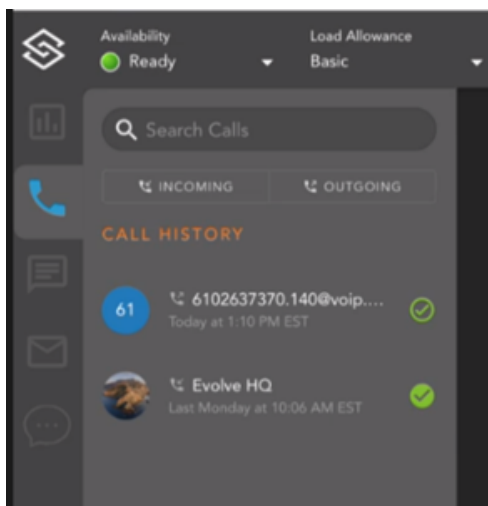 Availability
Load Allowance
Ready
Basic
Search Calls
INCOMING
OUTGOING
CALL HISTORY
61
6102637370.140@voip....
Today at 1:10 PM EST
Evolve HQ
Last Monday at 10:06 AM EST